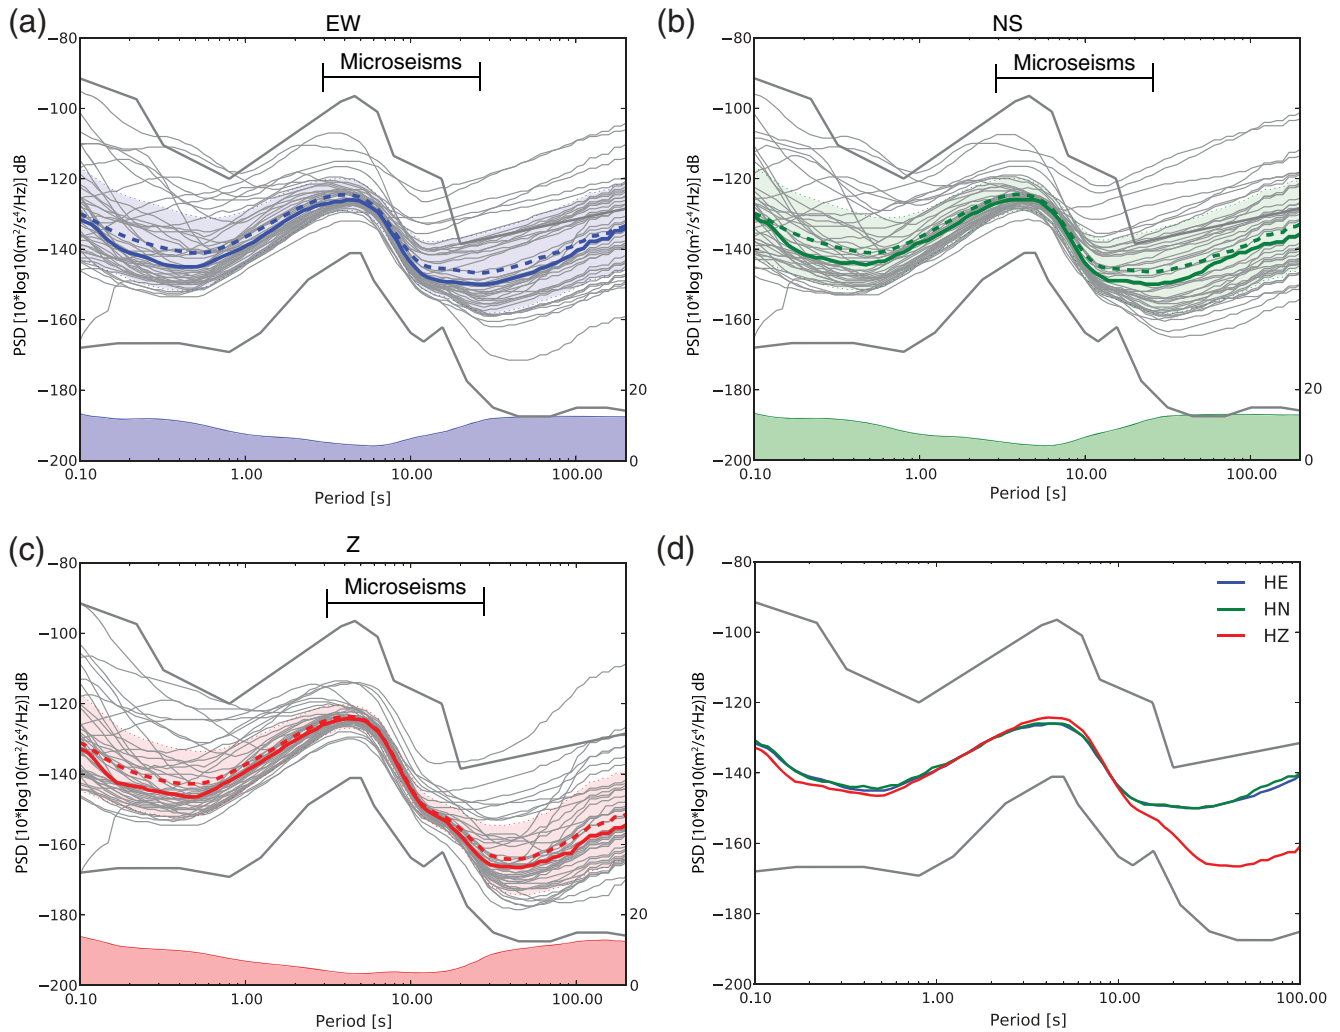 (a)
EW
Microseisms
PSD [10*log10(m²/s⁴/Hz)] dB
−80
−100
−120
−140
−160
−180
−200
20
0
0.10
1.00
10.00
100.00
Period [s]
(b)
NS
Microseisms
PSD [10*log10(m²/s⁴/Hz)] dB
−80
−100
−120
−140
−160
−180
−200
20
0
0.10
1.00
10.00
100.00
Period [s]
(c)
Z
Microseisms
PSD [10*log10(m²/s⁴/Hz)] dB
−80
−100
−120
−140
−160
−180
−200
20
0
0.10
1.00
10.00
100.00
Period [s]
(d)
HE
HN
HZ
PSD [10*log10(m²/s⁴/Hz)] dB
−80
−100
−120
−140
−160
−180
−200
0.10
1.00
10.00
100.00
Period [s]